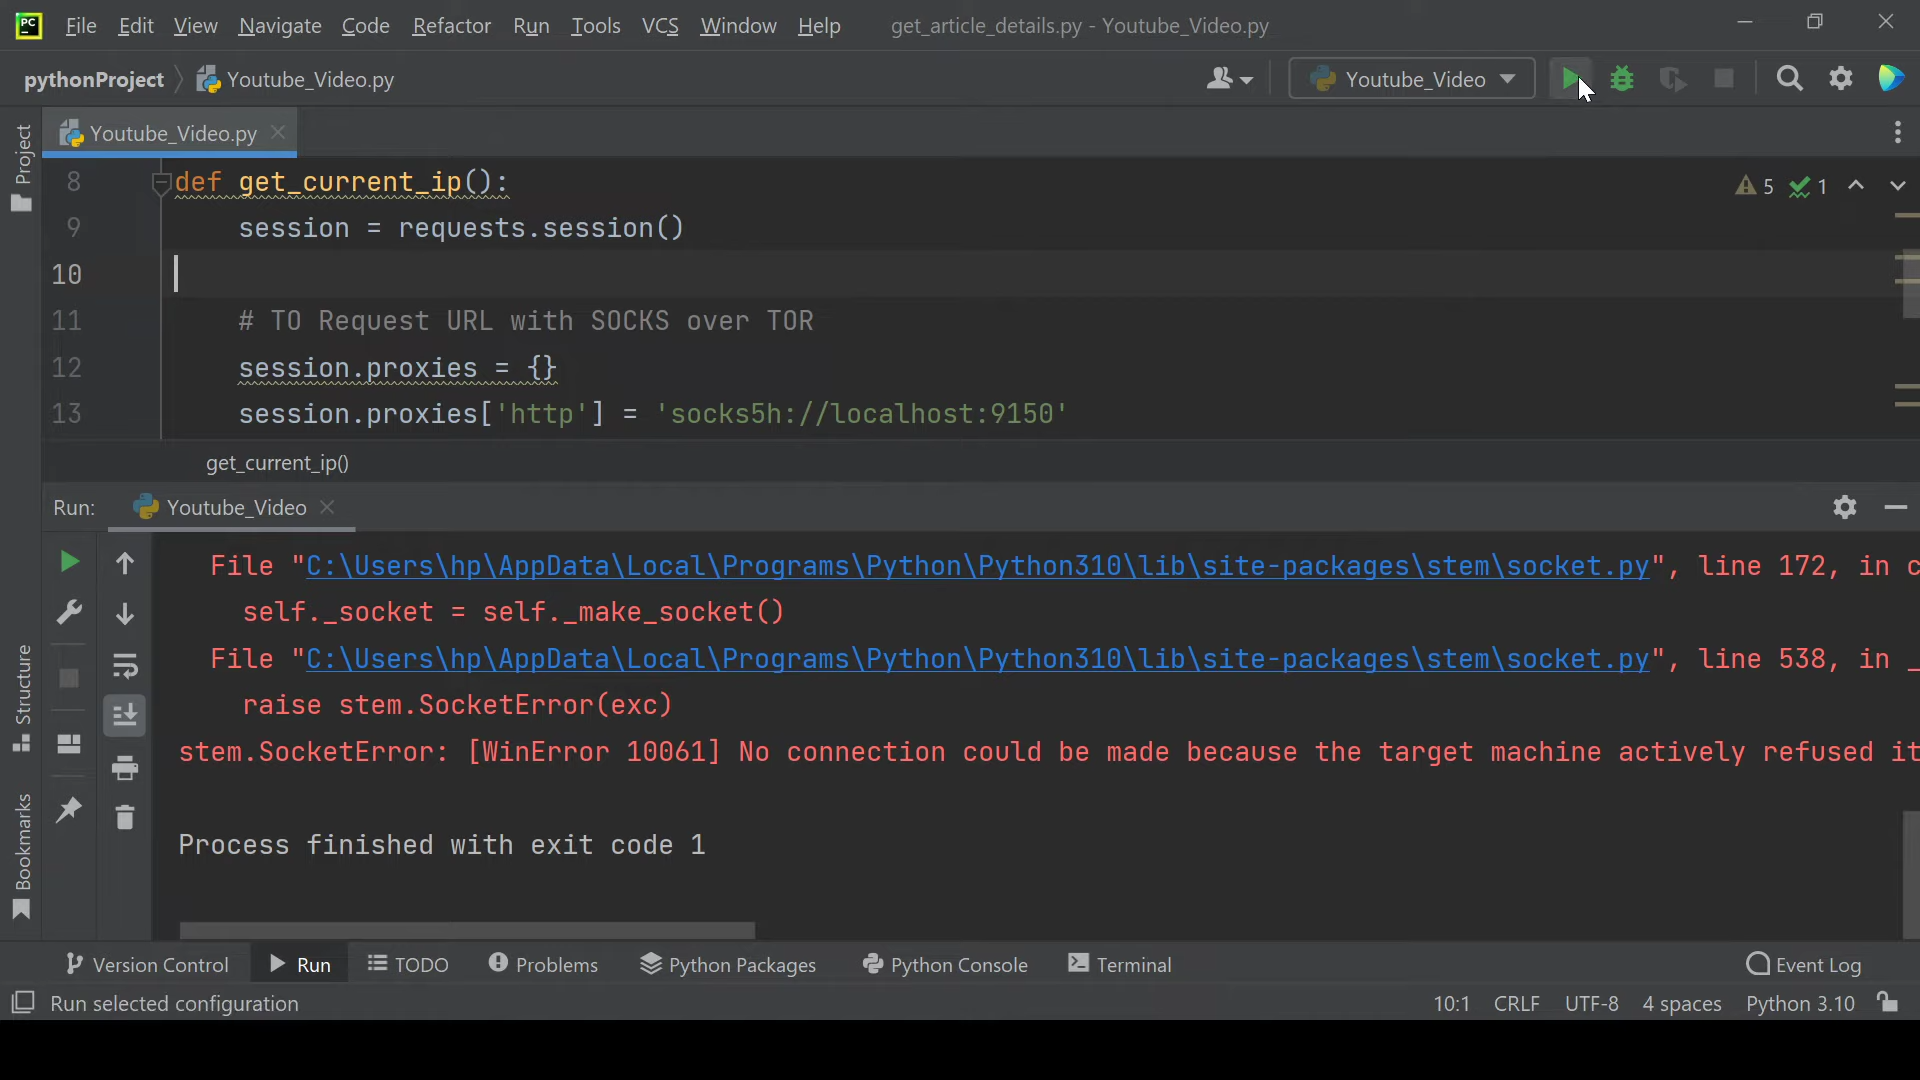 PC File Edit View Navigate Code Refactor Run Tools VCS Window Help get_article_details.py - Youtube_Video.py
pythonProject Youtube_Video.py Youtube_Video
Project
Youtube_Video.py
8 def get_current_ip(): 5 1
9 session = requests.session()
10
11 # TO Request URL with SOCKS over TOR
12 session.proxies = {}
13 session.proxies['http'] = 'socks5h://localhost:9150'
get_current_ip()
Run: Youtube_Video
File "C:\Users\hp\AppData\Local\Programs\Python\Python310\lib\site-packages\stem\socket.py", line 172, in c
self._socket = self._make_socket()
File "C:\Users\hp\AppData\Local\Programs\Python\Python310\lib\site-packages\stem\socket.py", line 538, in _
raise stem.SocketError(exc)
stem.SocketError: [WinError 10061] No connection could be made because the target machine actively refused it
Process finished with exit code 1
Structure
Bookmarks
Version Control Run TODO Problems Python Packages Python Console Terminal Event Log
Run selected configuration 10:1 CRLF UTF-8 4 spaces Python 3.10